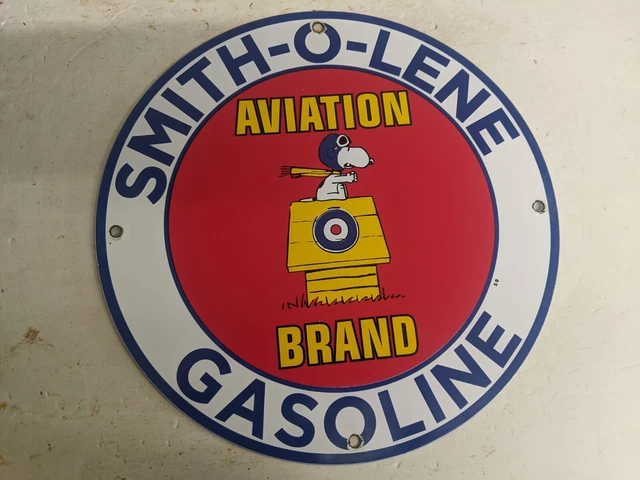 SMITH-O-LENE
AVIATION
BRAND
GASOLINE